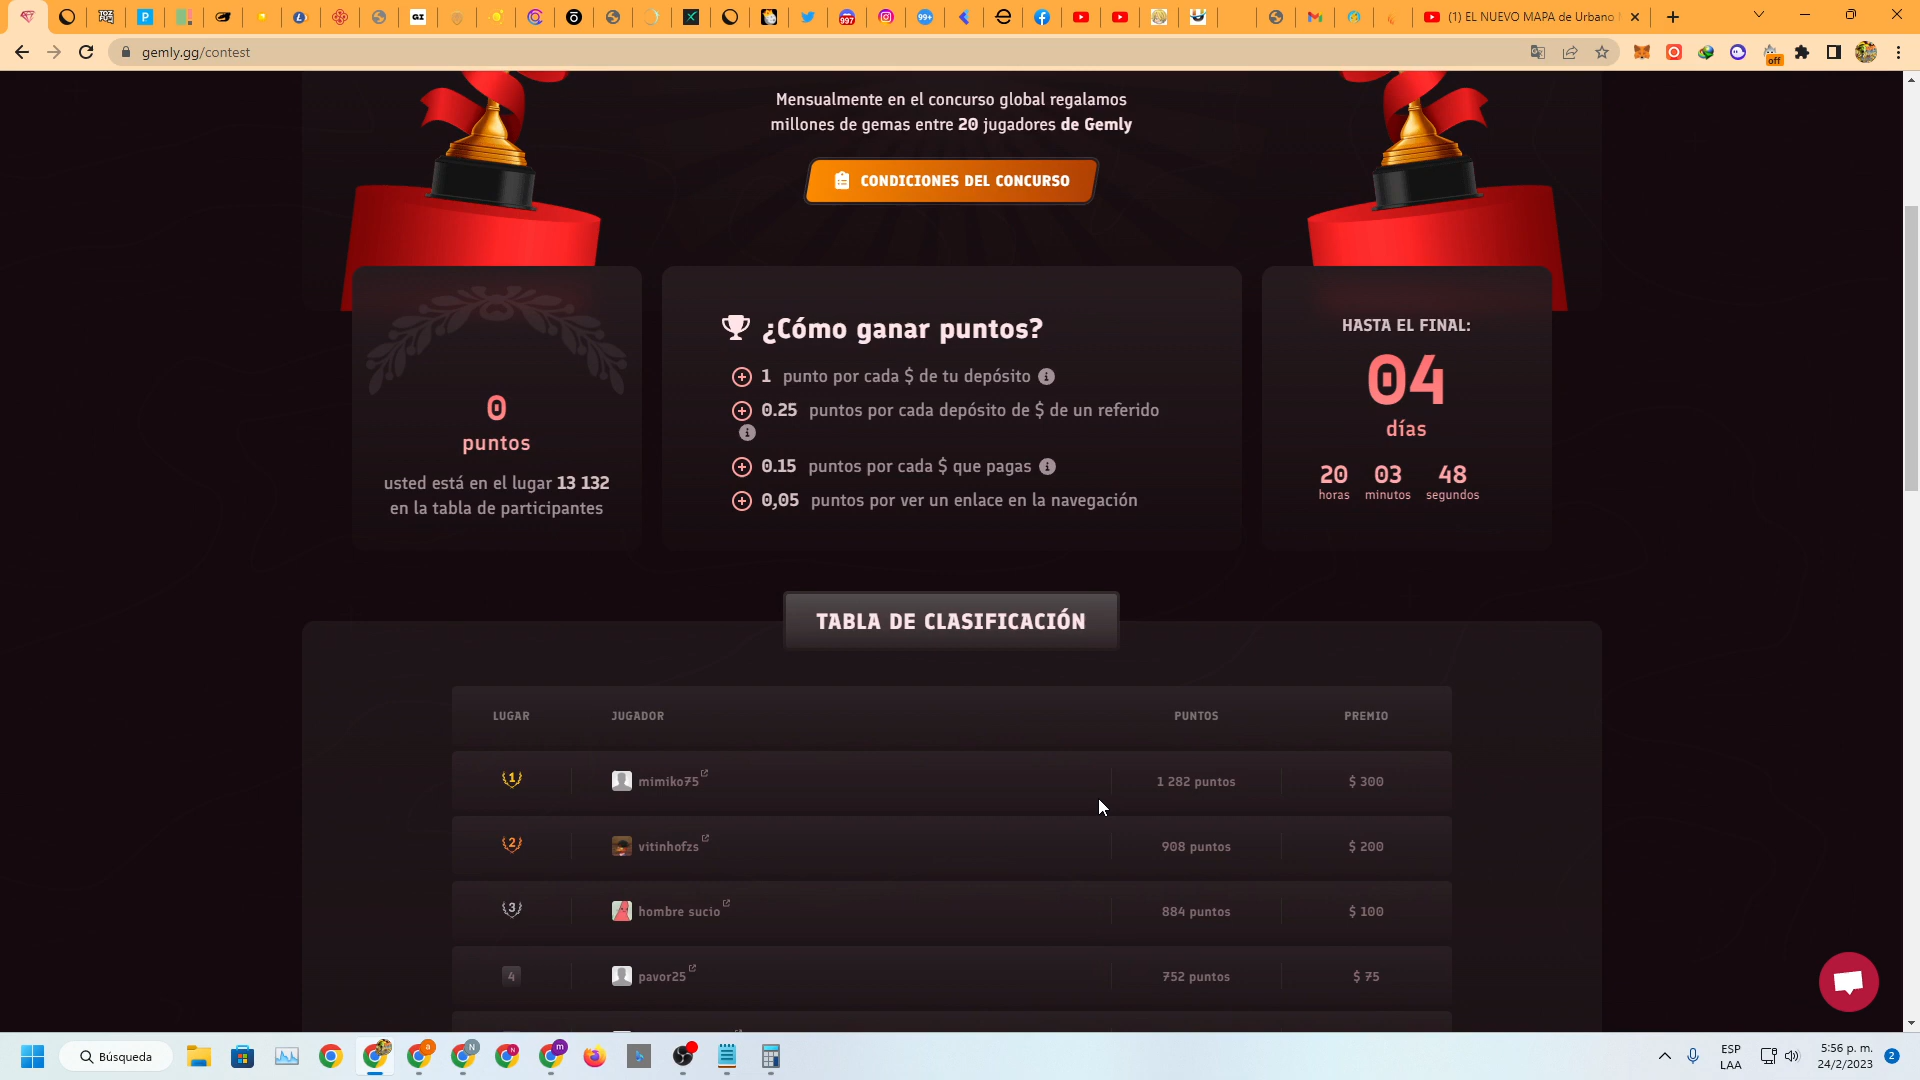 (1) EL NUEVO MAPA de Urbano
gemly.gg/contest
off
Mensualmente en el concurso global regalamos
millones de gemas entre 20 jugadores de Gemly
CONDICIONES DEL CONCURSO
0
puntos
usted está en el lugar 13 132
en la tabla de participantes
¿Cómo ganar puntos?
1 punto por cada $ de tu depósito
0.25 puntos por cada depósito de $ de un referido
0.15 puntos por cada $ que pagas
0,05 puntos por ver un enlace en la navegación
HASTA EL FINAL:
04
días
20 03 48
horas minutos segundos
TABLA DE CLASIFICACIÓN
LUGAR JUGADOR PUNTOS PREMIO
1 mimiko75 1 282 puntos $ 300
2 vitinhofzs 908 puntos $ 200
3 hombre sucio 884 puntos $ 100
4 pavor25 752 puntos $ 75
Búsqueda
ESP
LAA
5:56 p. m.
24/2/2023
2